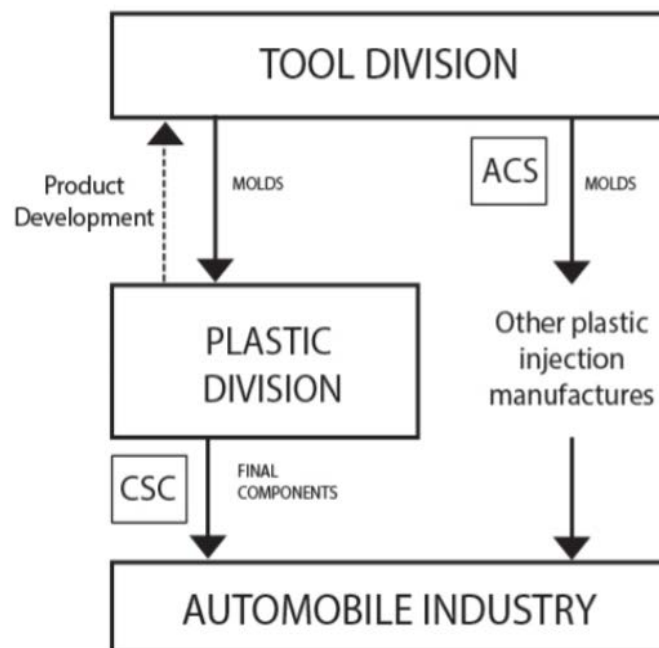 TOOL DIVISION
Product
Development
MOLDS
ACS
MOLDS
PLASTIC
DIVISION
Other plastic
injection
manufactures
CSC
FINAL
COMPONENTS
AUTOMOBILE INDUSTRY